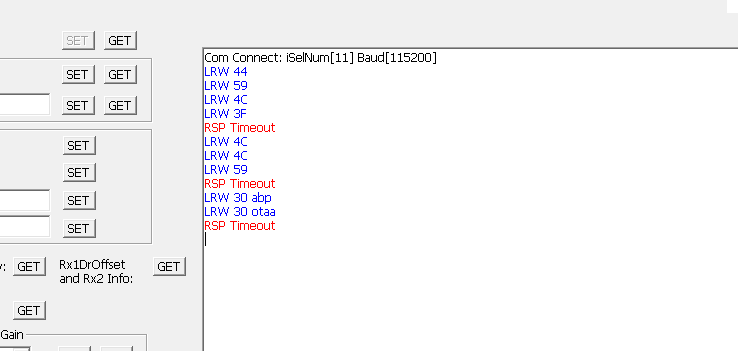 SET GET
SET GET
SET GET
SET
SET
SET
SET
GET Rx1DrOffset and Rx2 Info: GET
GET
Gain
Com Connect: iSelNum[11] Baud[115200]
LRW 44
LRW 59
LRW 4C
LRW 3F
RSP Timeout
LRW 4C
LRW 4C
LRW 59
RSP Timeout
LRW 30 abp
LRW 30 otaa
RSP Timeout